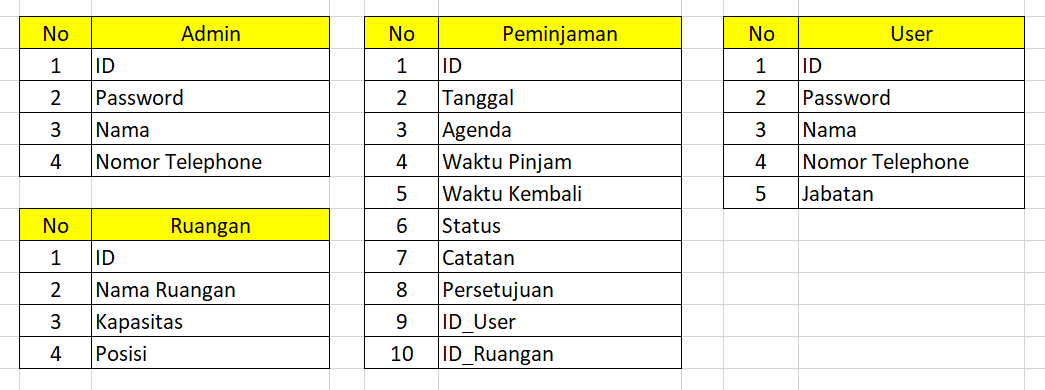 No Admin
1 ID
2 Password
3 Nama
4 Nomor Telephone
No Ruangan
1 ID
2 Nama Ruangan
3 Kapasitas
4 Posisi
No Peminjaman
1 ID
2 Tanggal
3 Agenda
4 Waktu Pinjam
5 Waktu Kembali
6 Status
7 Catatan
8 Persetujuan
9 ID_User
10 ID_Ruangan
No User
1 ID
2 Password
3 Nama
4 Nomor Telephone
5 Jabatan